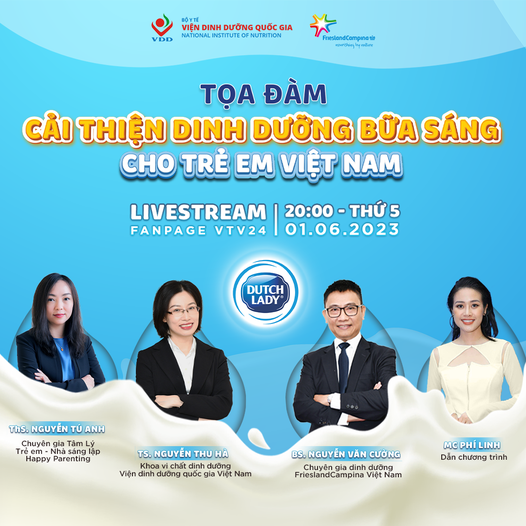 BỘ Y TẾ
VIỆN DINH DƯỠNG QUỐC GIA
NATIONAL INSTITUTE OF NUTRITION
VDD
FrieslandCampina
nourishing by nature
TỌA ĐÀM
CẢI THIỆN DINH DƯỠNG BỮA SÁNG
CHO TRẺ EM VIỆT NAM
LIVESTREAM
FANPAGE VTV24
20:00 - THỨ 5
01.06.2023
DUTCH
LADY
ThS. NGUYỄN TÚ ANH
Chuyên gia Tâm Lý
Trẻ em - Nhà sáng lập
Happy Parenting
TS. NGUYỄN THU HÀ
Khoa vi chất dinh dưỡng
Viện dinh dưỡng quốc gia Việt Nam
BS. NGUYỄN VĂN CƯỜNG
Chuyên gia dinh dưỡng
FrieslandCampina Việt Nam
MC PHÍ LINH
Dẫn chương trình